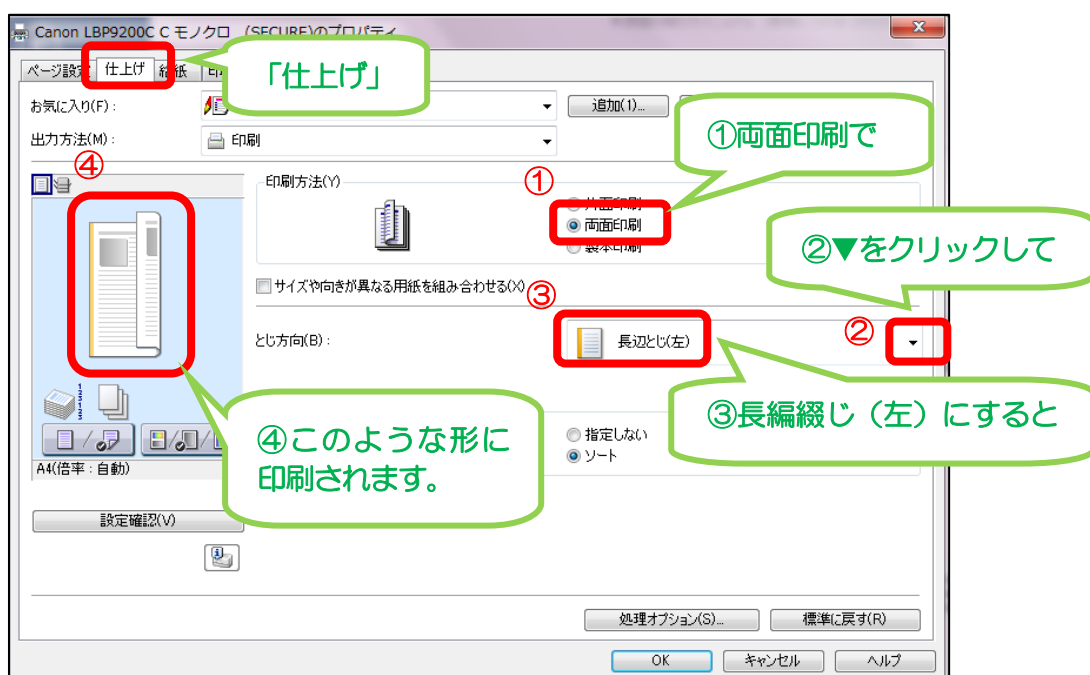 Canon LBP9200C C モノクロ (SECURE)のプロパティ
ページ設定 仕上げ 給紙
「仕上げ」
お気に入り(F):
追加(1)...
出力方法(M):
印刷
①両面印刷で
④
印刷方法(Y)
①
片面印刷
両面印刷
製本印刷
②▼をクリックして
サイズや向きが異なる用紙を組み合わせる(X)
③
とじ方向(B):
長辺とじ(左)
②
③長編綴じ（左）にすると
④このような形に
印刷されます。
指定しない
ソート
A4(倍率:自動)
設定確認(V)
処理オプション(S)...
標準に戻す(R)
OK
キャンセル
ヘルプ